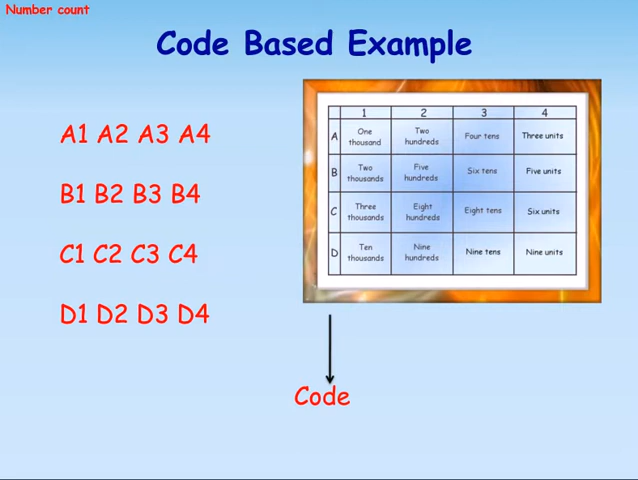 Number count
Code Based Example
A1 A2 A3 A4
B1 B2 B3 B4
C1 C2 C3 C4
D1 D2 D3 D4
1 2 3 4
A One thousand Two hundreds Four tens Three units
B Two thousands Five hundreds Six tens Five units
C Three thousands Eight hundreds Eight tens Six units
D Ten thousands Nine hundreds Nine tens Nine units
Code